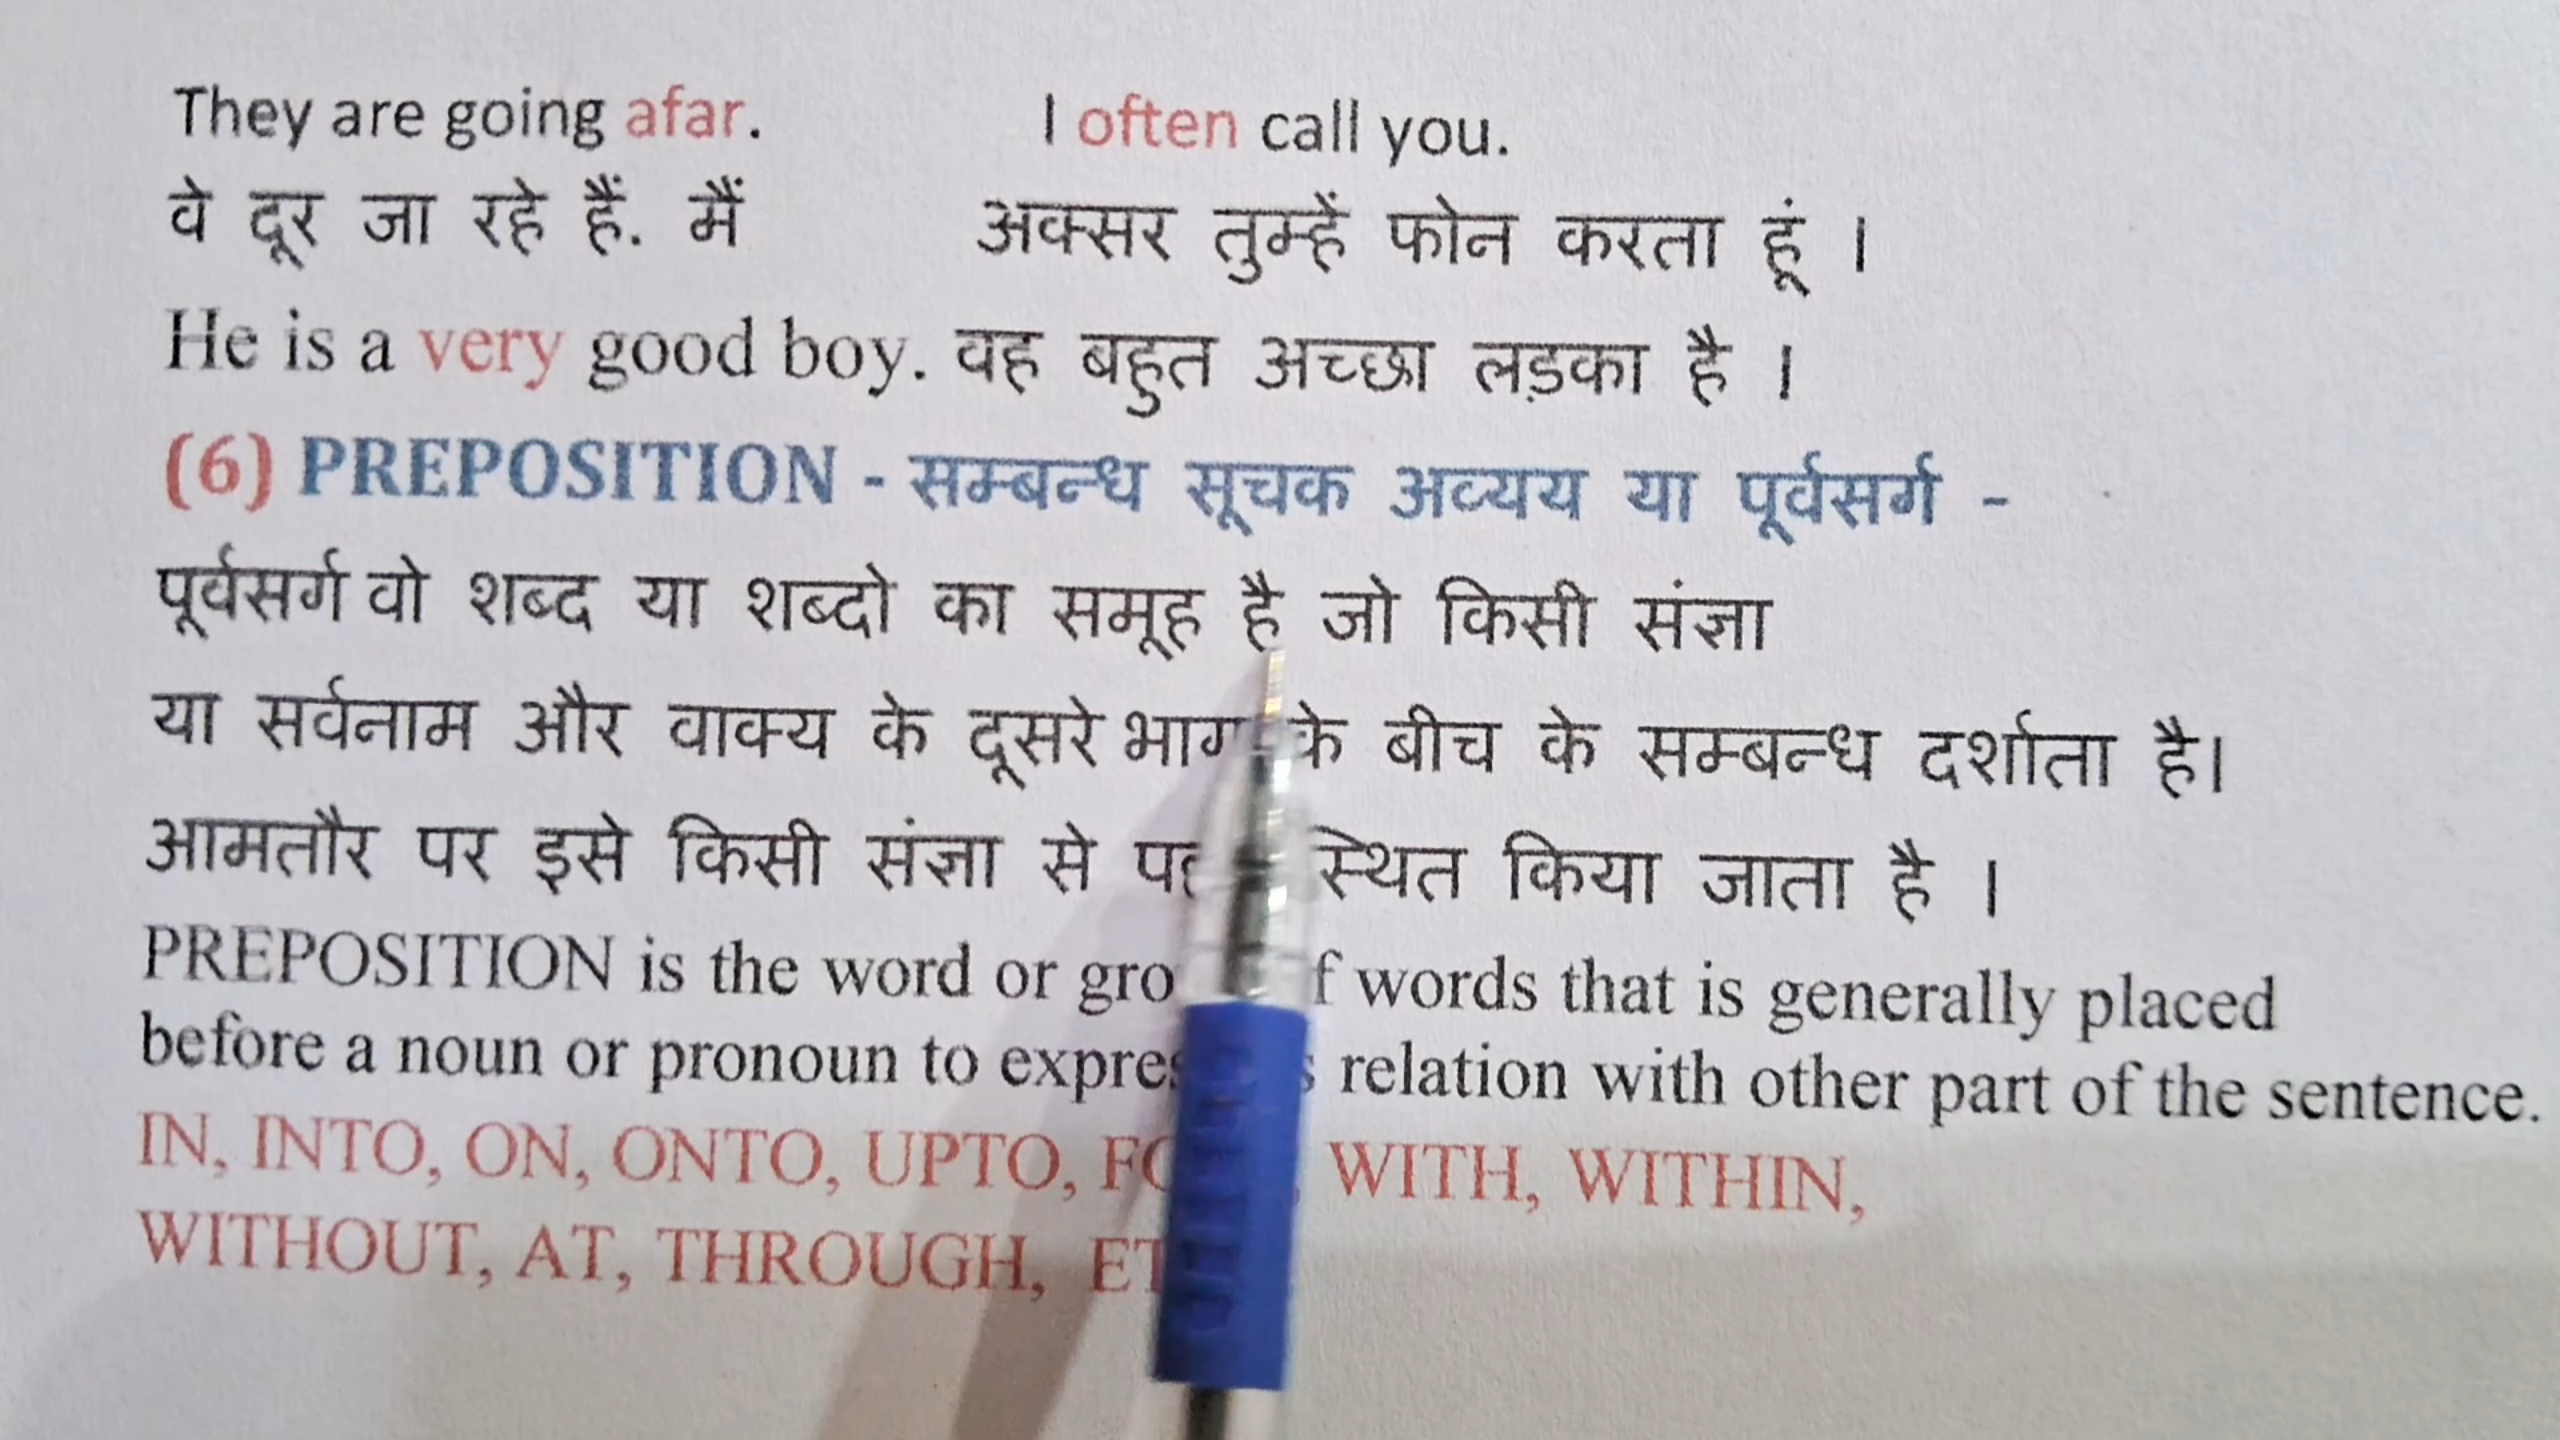 They are going afar. I often call you.
वे दूर जा रहे हैं. मैं अक्सर तुम्हें फोन करता हूं ।
He is a very good boy. वह बहुत अच्छा लड़का है ।
(6) PREPOSITION - सम्बन्ध सूचक अव्यय या पूर्वसर्ग -
पूर्वसर्ग वो शब्द या शब्दो का समूह है जो किसी संज्ञा
या सर्वनाम और वाक्य के दूसरे भाग के बीच के सम्बन्ध दर्शाता है।
आमतौर पर इसे किसी संज्ञा से स्थित किया जाता है ।
PREPOSITION is the word or words that is generally placed
before a noun or pronoun to relation with other part of the sentence.
IN, INTO, ON, ONTO, UPTO, WITH, WITHIN,
WITHOUT, AT, THROUGH,